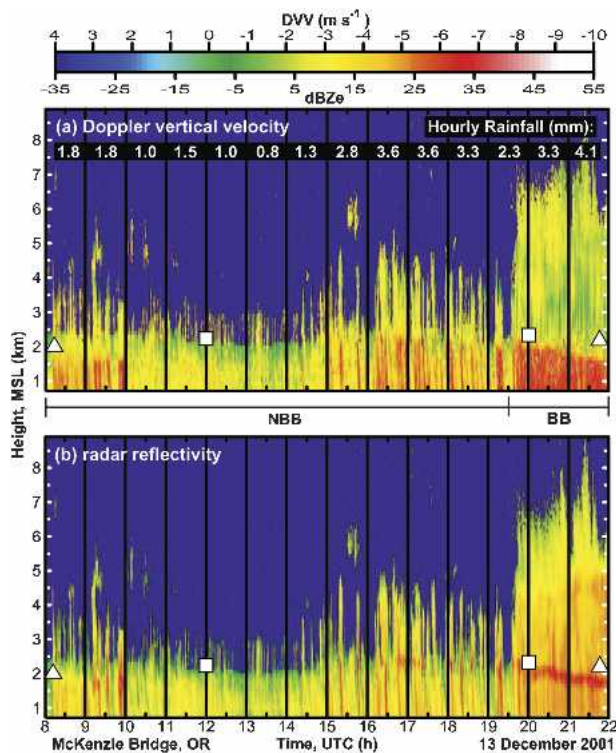 DVV (m s⁻¹)
4 3 2 1 0 -1 -2 -3 -4 -5 -6 -7 -8 -9 -10
-35 -25 -15 -5 5 15 25 35 45 55
dBZe
(a) Doppler vertical velocity Hourly Rainfall (mm):
1.8 1.8 1.0 1.5 1.0 0.8 1.3 2.8 3.6 3.6 3.3 2.3 3.3 4.1
8
7
6
5
4
3
2
1
NBB BB
Height, MSL (km)
(b) radar reflectivity
8
7
6
5
4
3
2
1
8 9 10 11 12 13 14 15 16 17 18 19 20 21 22
McKenzie Bridge, OR Time, UTC (h) 13 December 2001